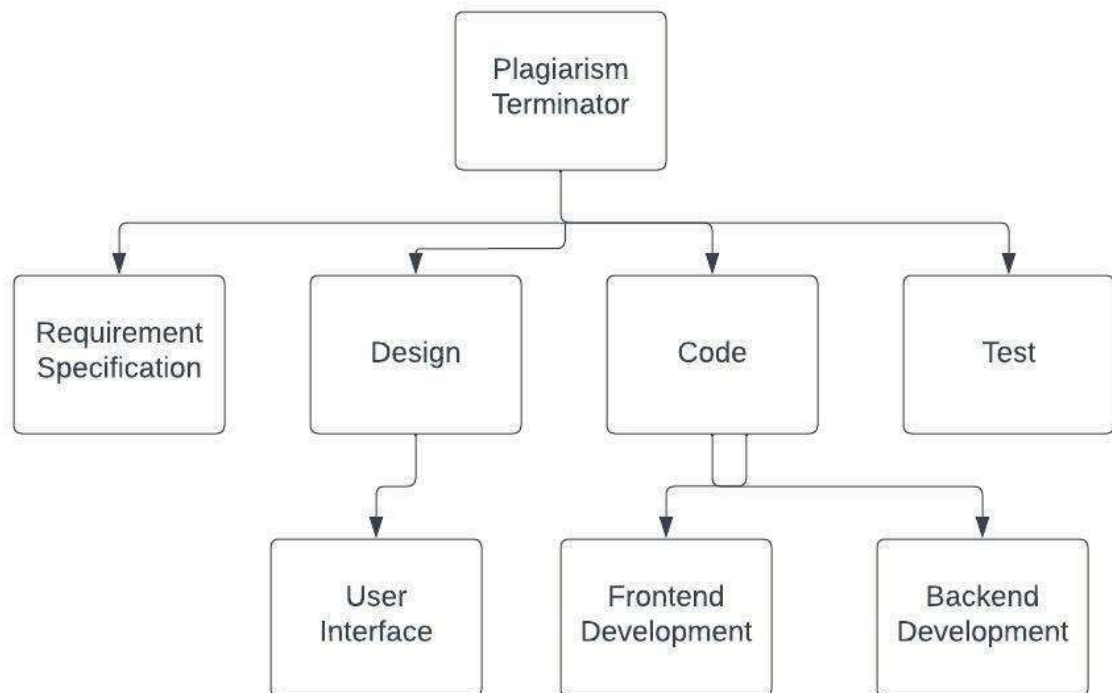 Plagiarism
Terminator
Requirement
Specification
Design
Code
Test
User
Interface
Frontend
Development
Backend
Development